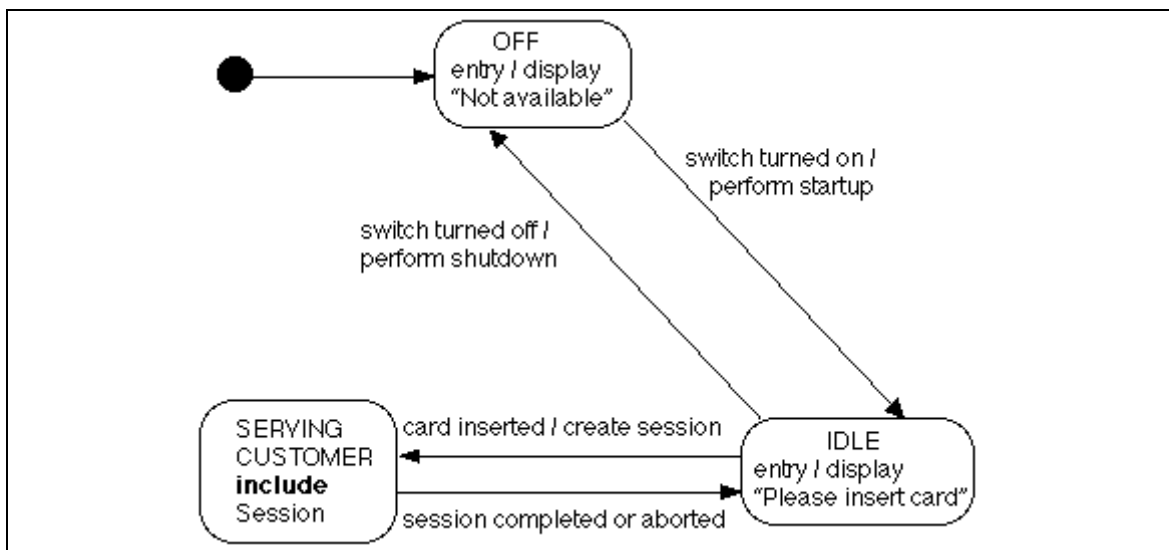 OFF
entry / display
“Not available”
switch turned on /
perform startup
switch turned off /
perform shutdown
SERVING
CUSTOMER
include
Session
card inserted / create session
session completed or aborted
IDLE
entry / display
“Please insert card”